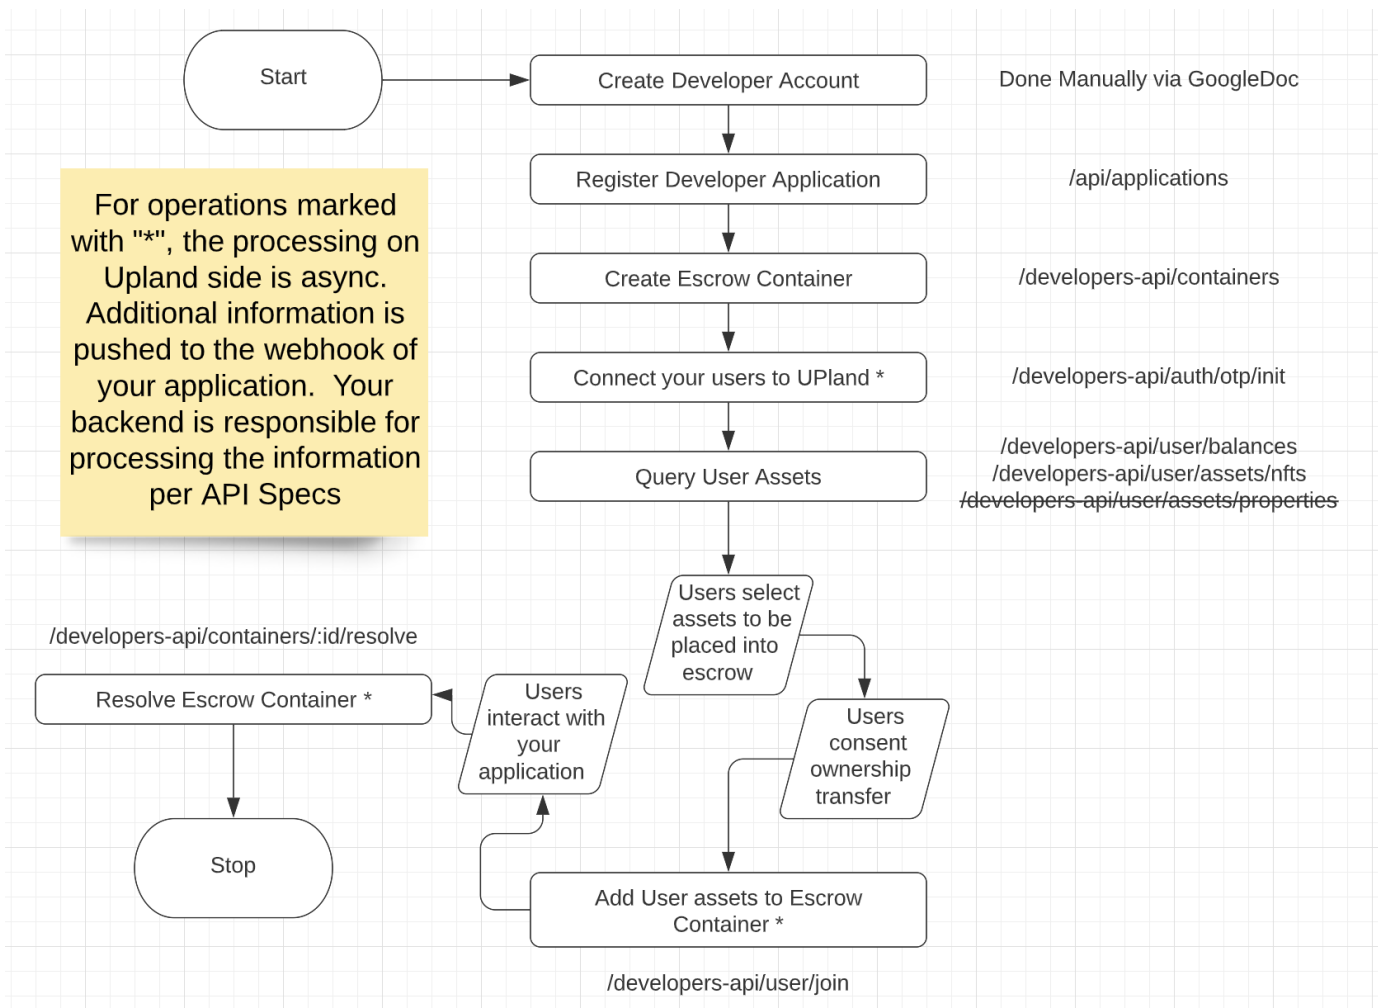 Start
Create Developer Account
Done Manually via GoogleDoc
Register Developer Application
/api/applications
For operations marked
with "*", the processing on
Upland side is async.
Additional information is
pushed to the webhook of
your application.  Your
backend is responsible for
processing the information
per API Specs
Create Escrow Container
/developers-api/containers
Connect your users to UPland *
/developers-api/auth/otp/init
Query User Assets
/developers-api/user/balances
/developers-api/user/assets/nfts
/developers-api/user/assets/properties
Users select
assets to be
placed into
escrow
Users
consent
ownership
transfer
Add User assets to Escrow
Container *
/developers-api/user/join
Users
interact with
your
application
/developers-api/containers/:id/resolve
Resolve Escrow Container *
Stop